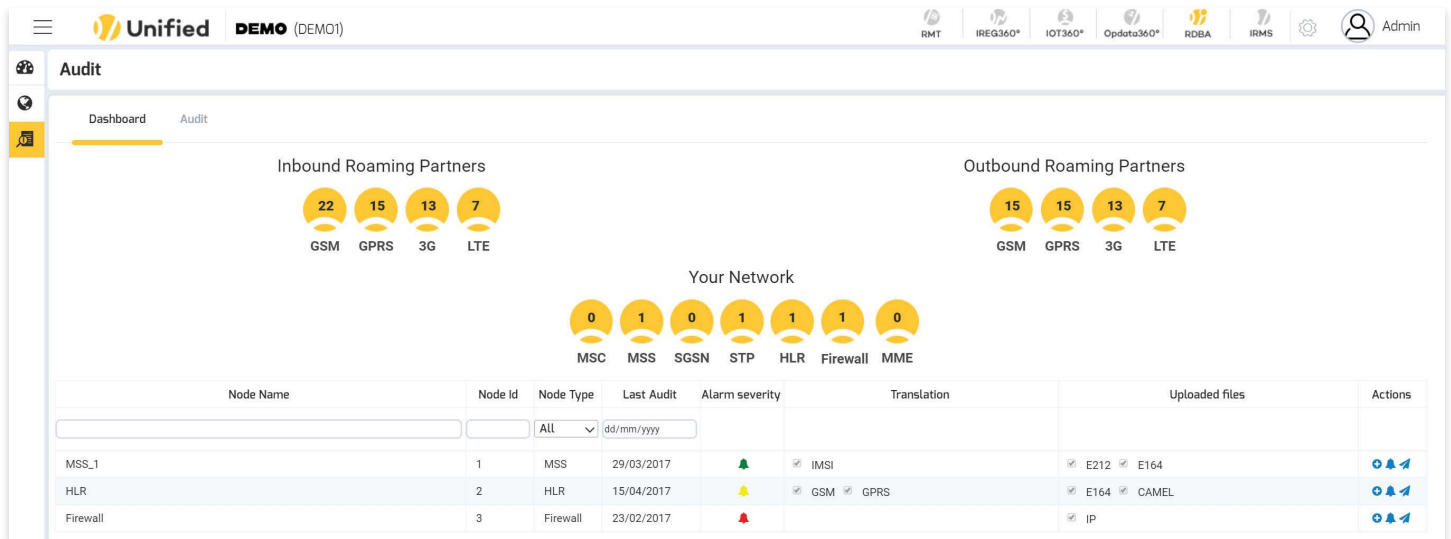 Unified DEMO (DEMO1) RMT IREG360° IOT360° Opdata360° RDBA IRMS Admin
Audit
Dashboard Audit
Inbound Roaming Partners
22 15 13 7
GSM GPRS 3G LTE
Outbound Roaming Partners
15 15 13 7
GSM GPRS 3G LTE
Your Network
0 1 0 1 1 1 0
MSC MSS SGSN STP HLR Firewall MME
Node Name Node Id Node Type Last Audit Alarm severity Translation Uploaded files Actions
All dd/mm/yyyy
MSS_1 1 MSS 29/03/2017 IMSI E212 E164
HLR 2 HLR 15/04/2017 GSM GPRS E164 CAMEL
Firewall 3 Firewall 23/02/2017 IP